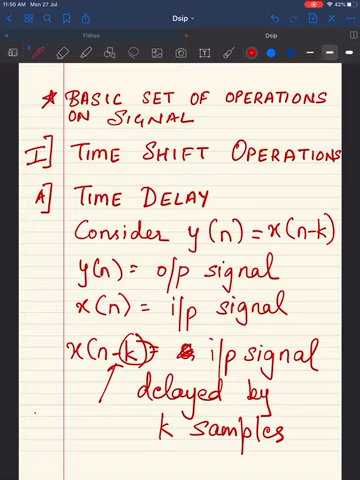 11:50 AM Mon 27 Jul
42%
Dsip
Fishes
Dsip
* BASIC SET OF OPERATIONS
ON SIGNAL
I] TIME SHIFT OPERATIONS
A] TIME DELAY
Consider y(n) = x(n-k)
y(n) = o/p signal
x(n) = i/p signal
x(n-k) = i/p signal
delayed by
k samples